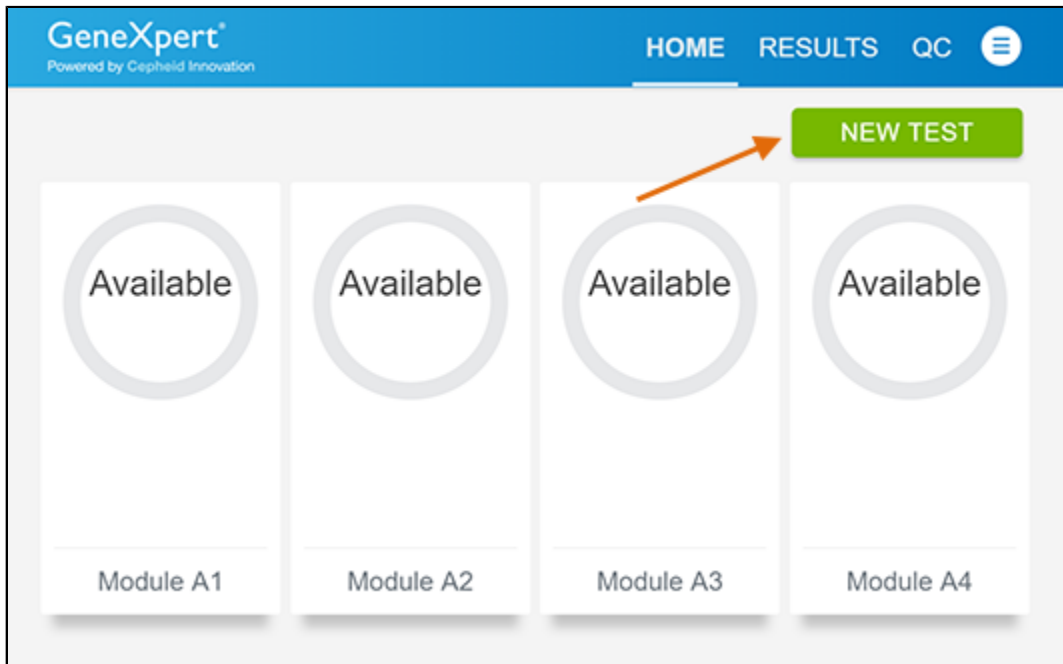 GeneXpert®
Powered by Cepheid Innovation
HOME RESULTS QC
NEW TEST
Available Available Available Available
Module A1 Module A2 Module A3 Module A4